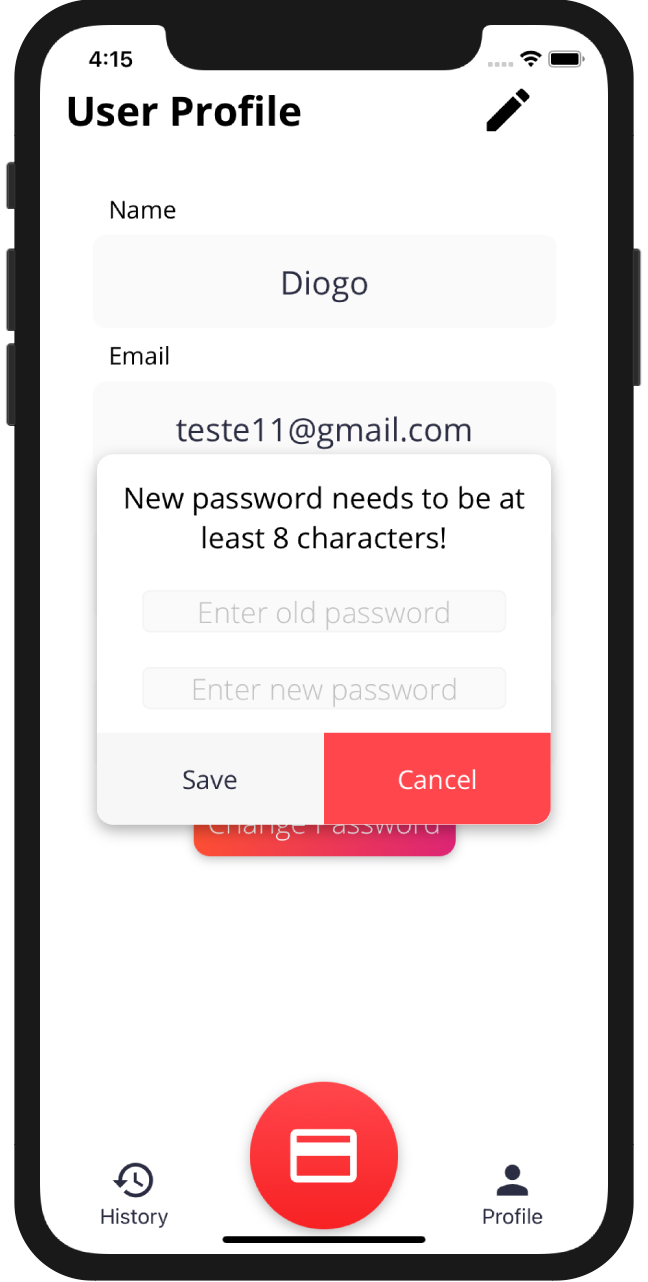 4:15
User Profile
Name
Diogo
Email
teste11@gmail.com
New password needs to be at
least 8 characters!
Enter old password
Enter new password
Save
Cancel
Change Password
History
Profile